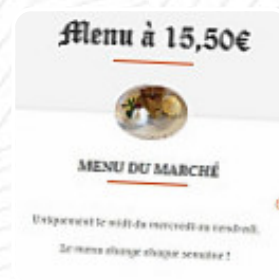 Menu à 15,50€
MENU DU MARCHÉ
Uniquement le midi du mercredi au vendredi.
Le menu change chaque semaine !